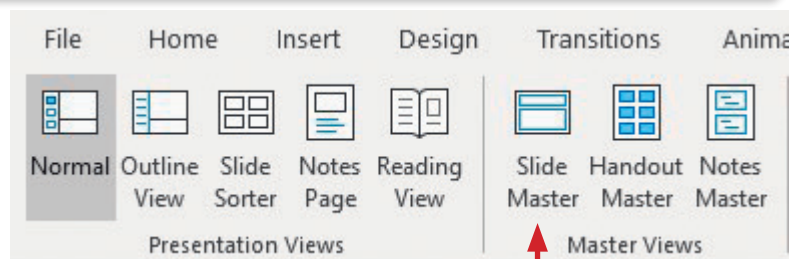 File Home Insert Design Transitions
Normal Outline Slide Notes Reading Slide Handout Notes
View Sorter Page View Master Master Master
Presentation Views Master Views